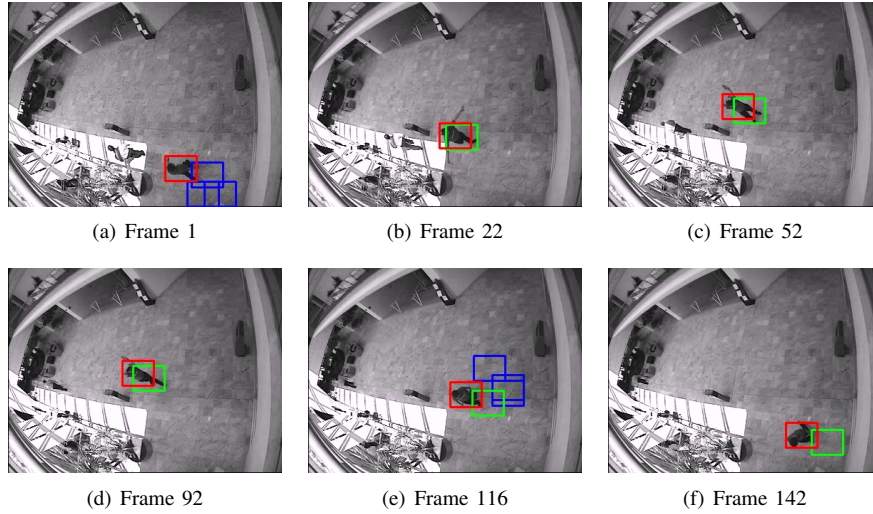 (a) Frame 1
(b) Frame 22
(c) Frame 52
(d) Frame 92
(e) Frame 116
(f) Frame 142